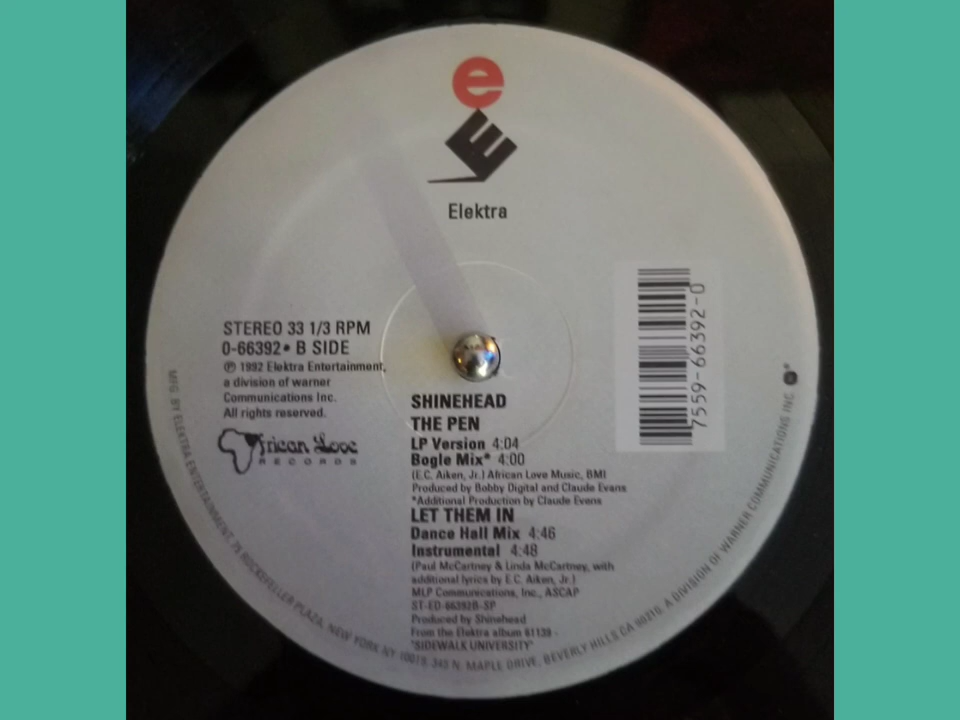 e
E
Elektra
STEREO 33 1/3 RPM
0-66392• B SIDE
℗ 1992 Elektra Entertainment,
a division of warner
Communications Inc.
All rights reserved.
African Love
RECORDS
7559-66392-0
SHINEHEAD
THE PEN
LP Version 4:04
Bogle Mix* 4:00
(E.C. Aiken, Jr.) African Love Music, BMI
Produced by Bobby Digital and Claude Evans
*Additional Production by Claude Evans
LET THEM IN
Dance Hall Mix 4:46
Instrumental 4:48
(Paul McCartney & Linda McCartney, with
additional lyrics by E.C. Aiken, Jr.)
MLP Communications, Inc., ASCAP
ST-ED-66392B-SP
Produced by Shinehead
From the Elektra album 61139 -
"SIDEWALK UNIVERSITY"
MFG. BY ELEKTRA ENTERTAINMENT, 75 ROCKEFELLER PLAZA, NEW YORK NY 10019, 345 N. MAPLE DRIVE, BEVERLY HILLS CA 90210. A DIVISION OF WARNER COMMUNICATIONS INC.